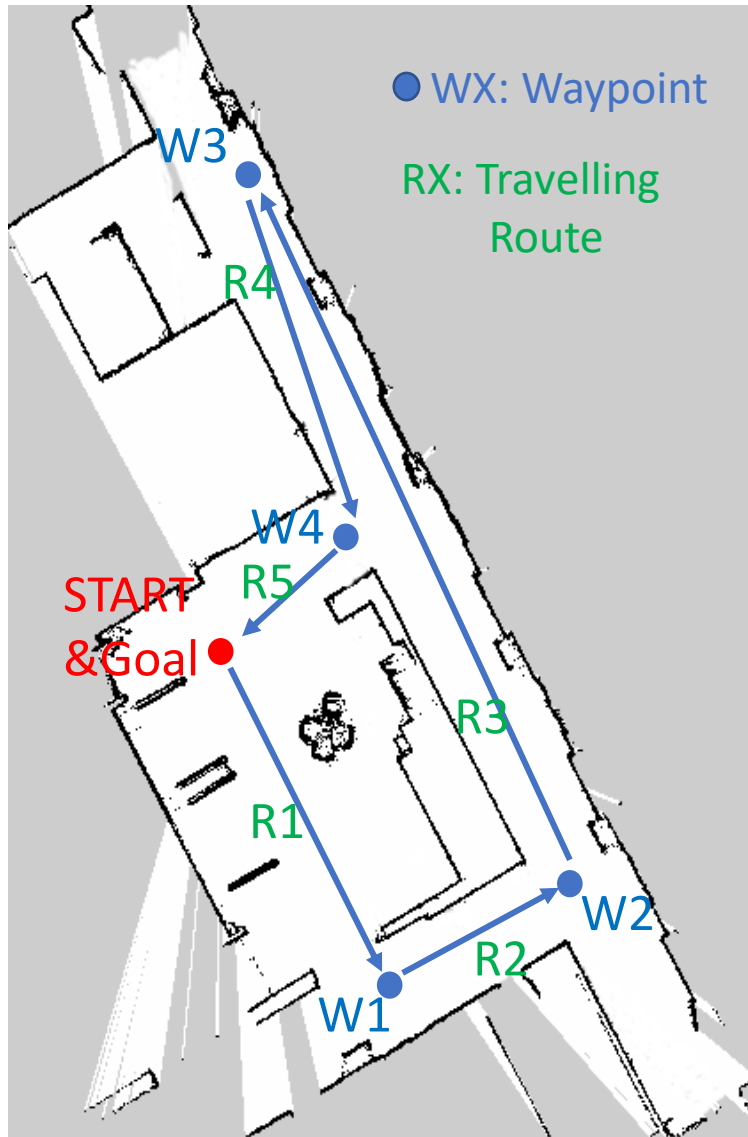 WX: Waypoint
W3
RX: Travelling
Route
R4
W4
R5
START
&Goal
R3
R1
W2
R2
W1